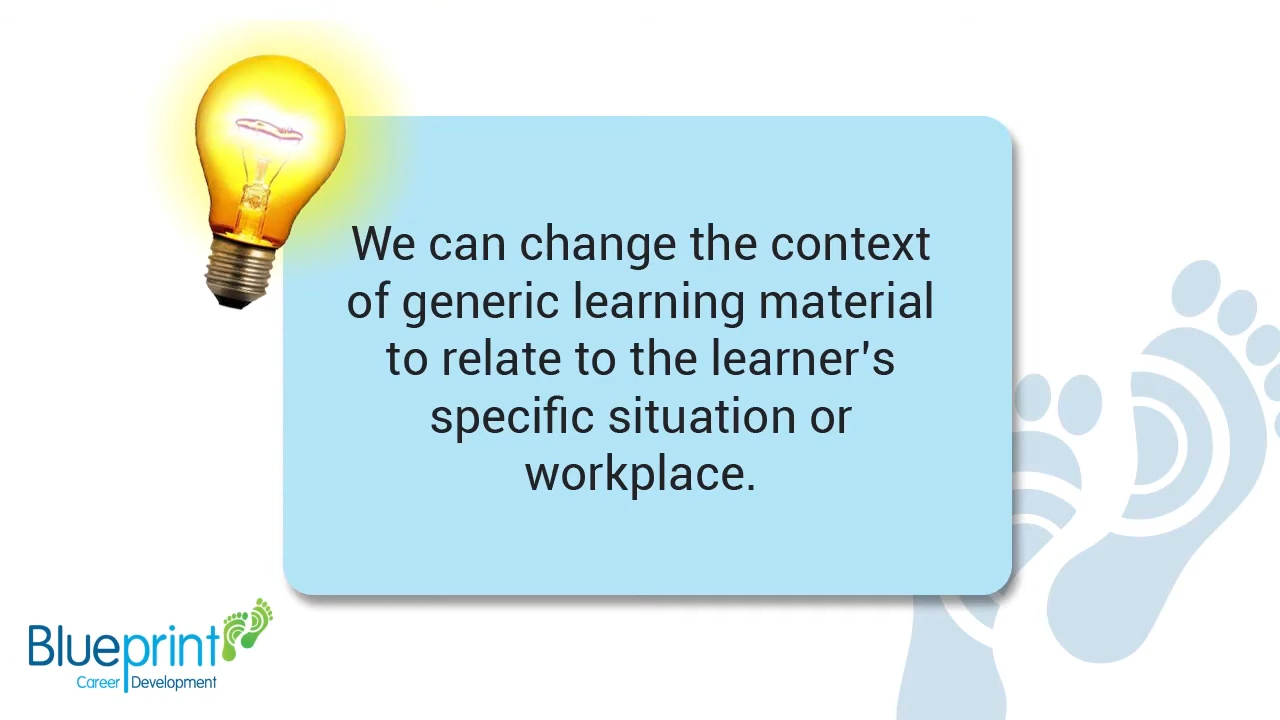 We can change the context
of generic learning material
to relate to the learner's
specific situation or
workplace.
Blueprint
Career Development